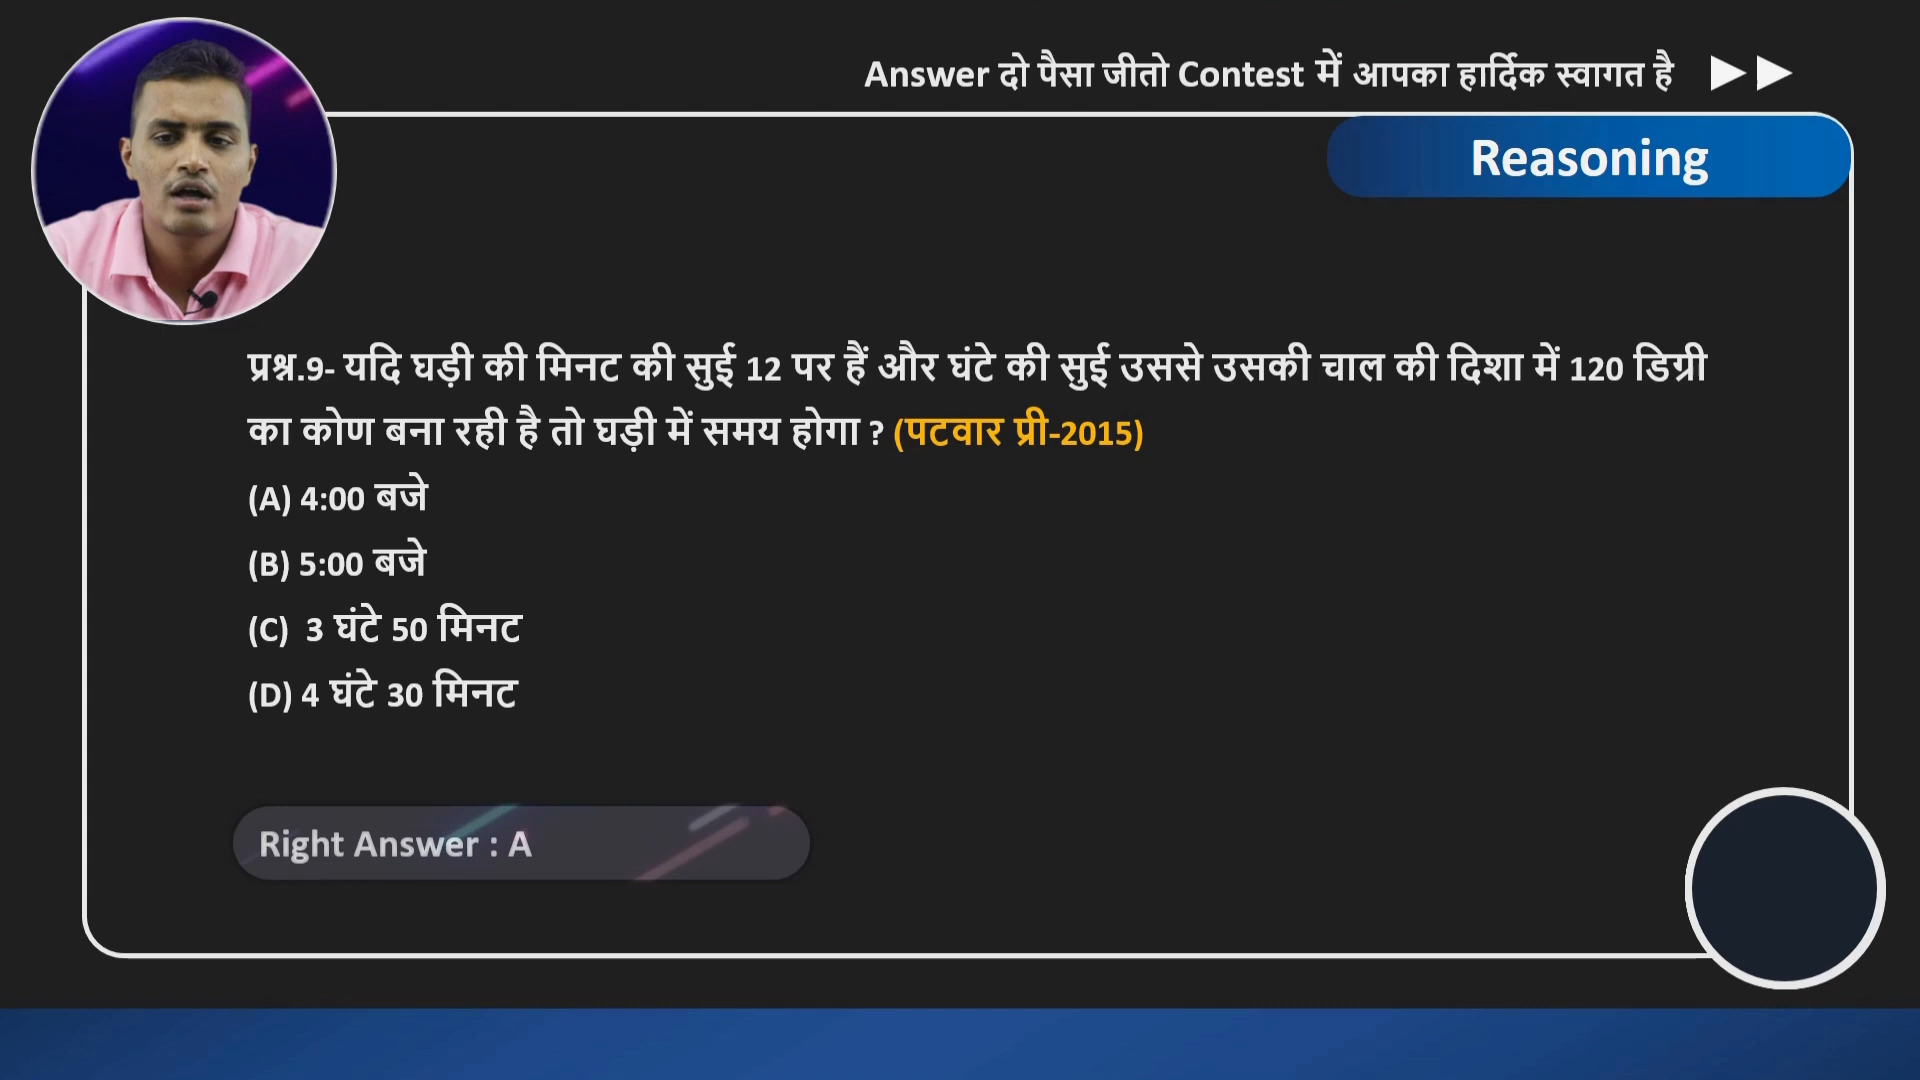 Answer दो पैसा जीतो Contest में आपका हार्दिक स्वागत है
Reasoning
प्रश्न.9- यदि घड़ी की मिनट की सुई 12 पर हैं और घंटे की सुई उससे उसकी चाल की दिशा में 120 डिग्री
का कोण बना रही है तो घड़ी में समय होगा ? (पटवार प्री-2015)
(A) 4:00 बजे
(B) 5:00 बजे
(C) 3 घंटे 50 मिनट
(D) 4 घंटे 30 मिनट
Right Answer : A